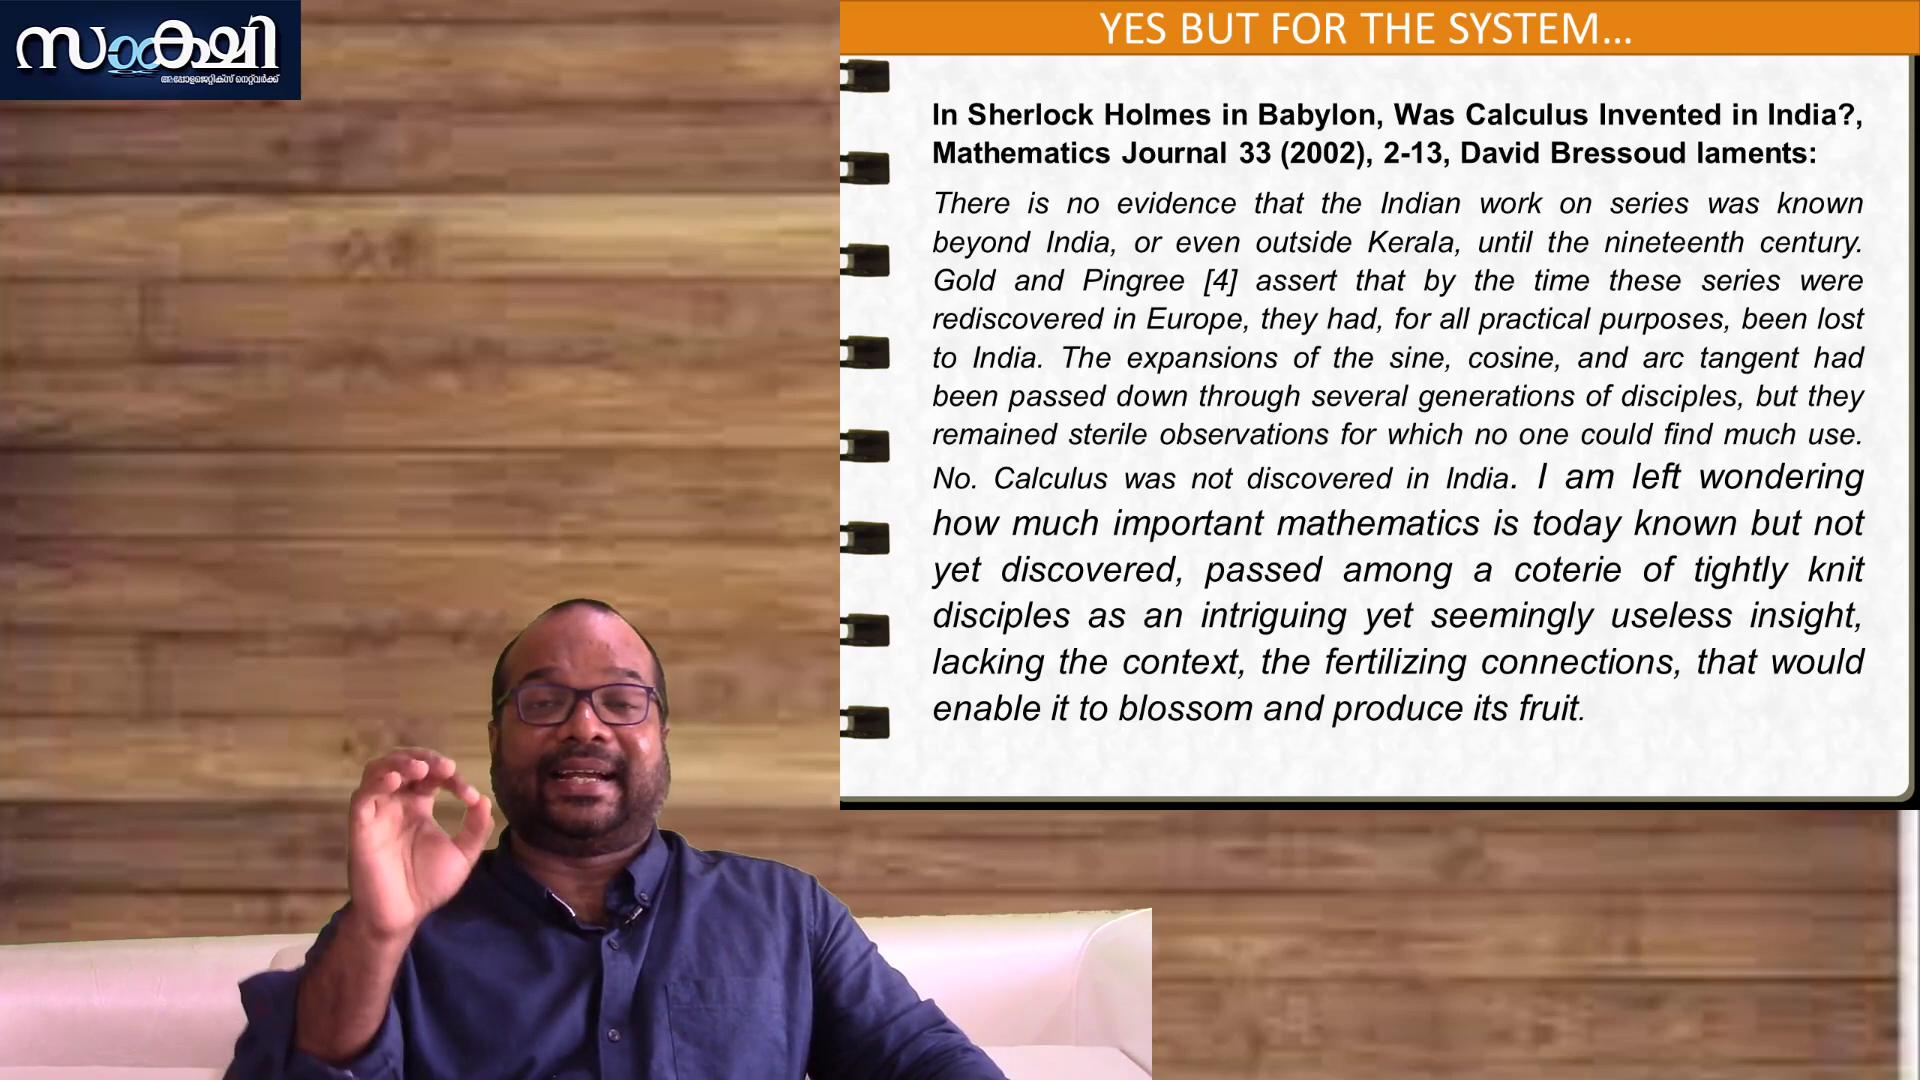 സാക്ഷി
അപ്പോളജെറ്റിക്സ് നെറ്റ്‌വർക്ക്
YES BUT FOR THE SYSTEM...
In Sherlock Holmes in Babylon, Was Calculus Invented in India?,
Mathematics Journal 33 (2002), 2-13, David Bressoud laments:
There is no evidence that the Indian work on series was known
beyond India, or even outside Kerala, until the nineteenth century.
Gold and Pingree [4] assert that by the time these series were
rediscovered in Europe, they had, for all practical purposes, been lost
to India. The expansions of the sine, cosine, and arc tangent had
been passed down through several generations of disciples, but they
remained sterile observations for which no one could find much use.
No. Calculus was not discovered in India. I am left wondering
how much important mathematics is today known but not
yet discovered, passed among a coterie of tightly knit
disciples as an intriguing yet seemingly useless insight,
lacking the context, the fertilizing connections, that would
enable it to blossom and produce its fruit.